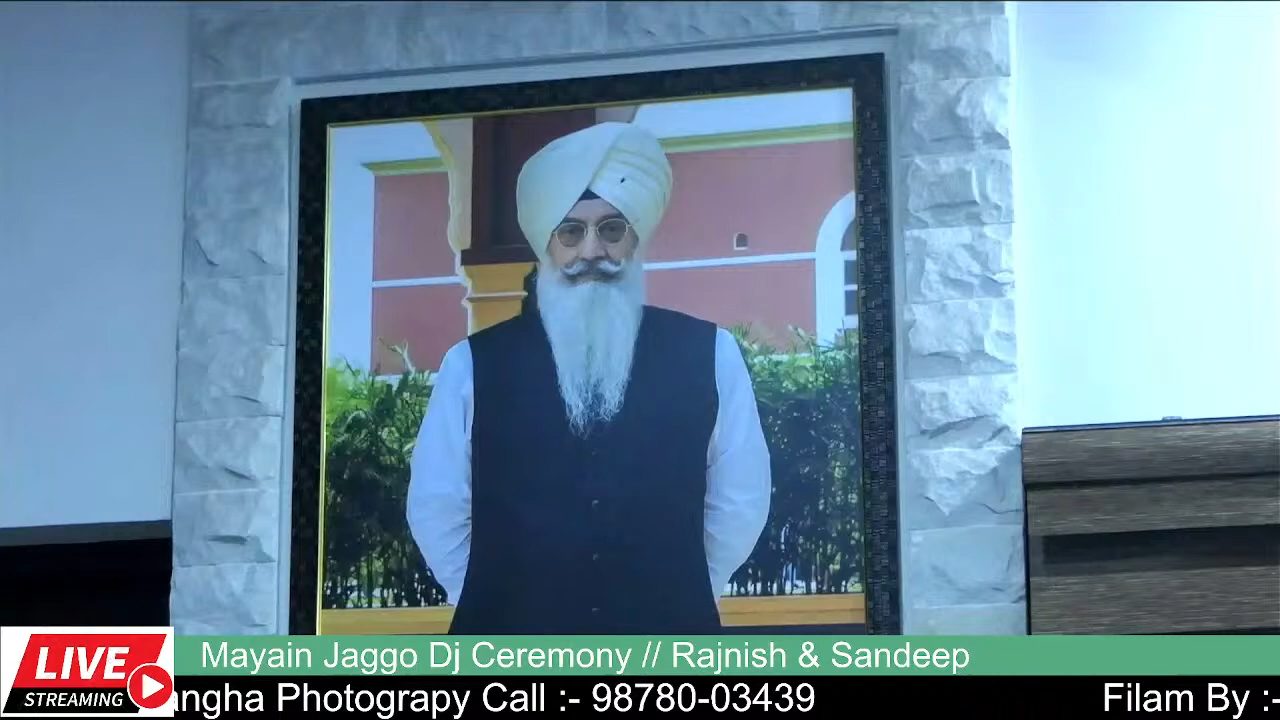 Mayain Jaggo Dj Ceremony // Rajnish & Sandeep
LIVE
STREAMING
angha Photograpy Call :- 98780-03439
Filam By :-